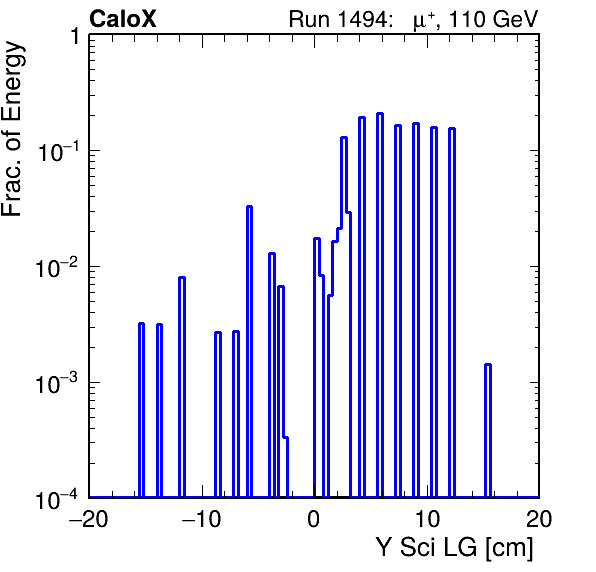 CaloX Run 1494: μ⁺, 110 GeV
Frac. of Energy
1
10⁻¹
10⁻²
10⁻³
10⁻⁴
−20 −10 0 10 20
Y Sci LG [cm]